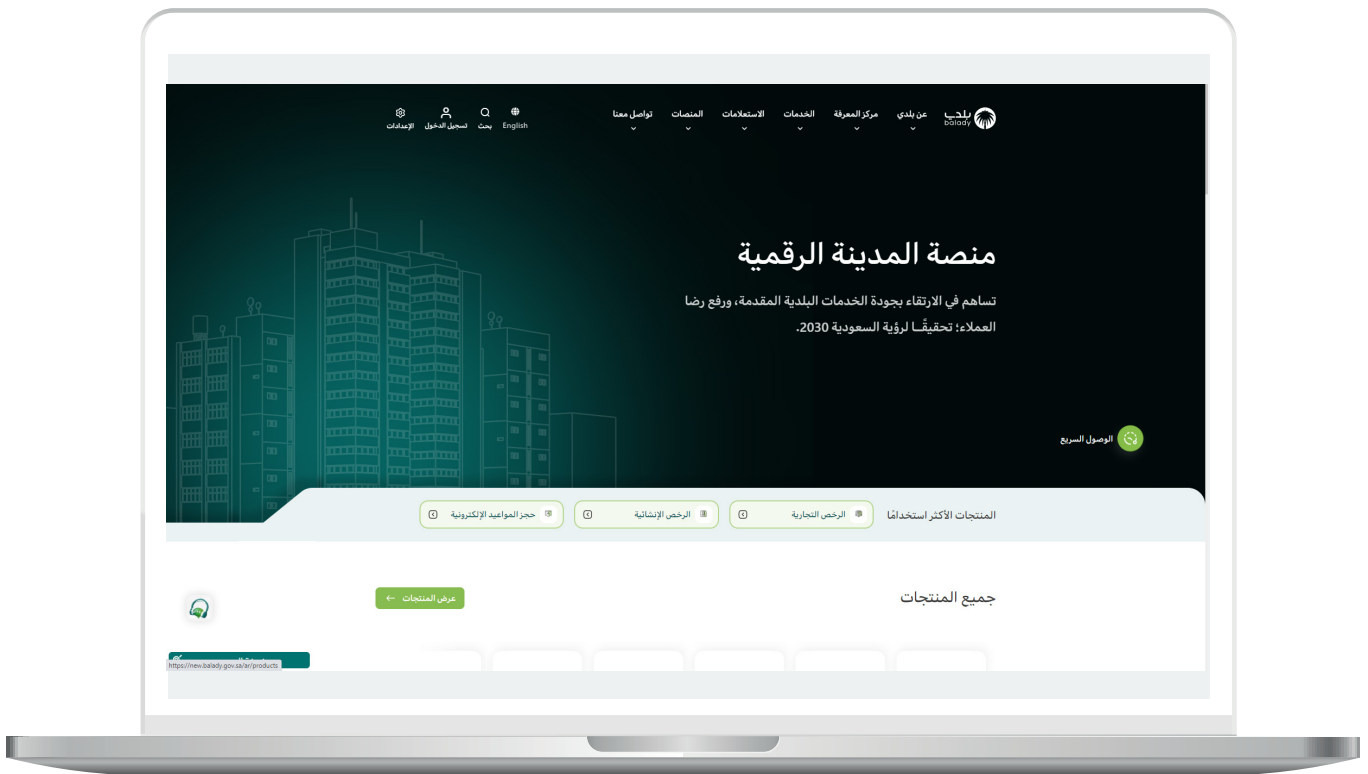 بلدي
balady
عن بلدي
مركز المعرفة
الخدمات
الاستعلامات
المنصات
تواصل معنا
English
بحث
تسجيل الدخول
الإعدادات
منصة المدينة الرقمية
تساهم في الارتقاء بجودة الخدمات البلدية المقدمة، ورفع رضا
العملاء؛ تحقيقًـا لرؤية السعودية 2030.
الوصول السريع
المنتجات الأكثر استخدامًا
الرخص التجارية
الرخص الإنشائية
حجز المواعيد الإلكترونية
جميع المنتجات
عرض المنتجات
https://new.balady.gov.sa/ar/products